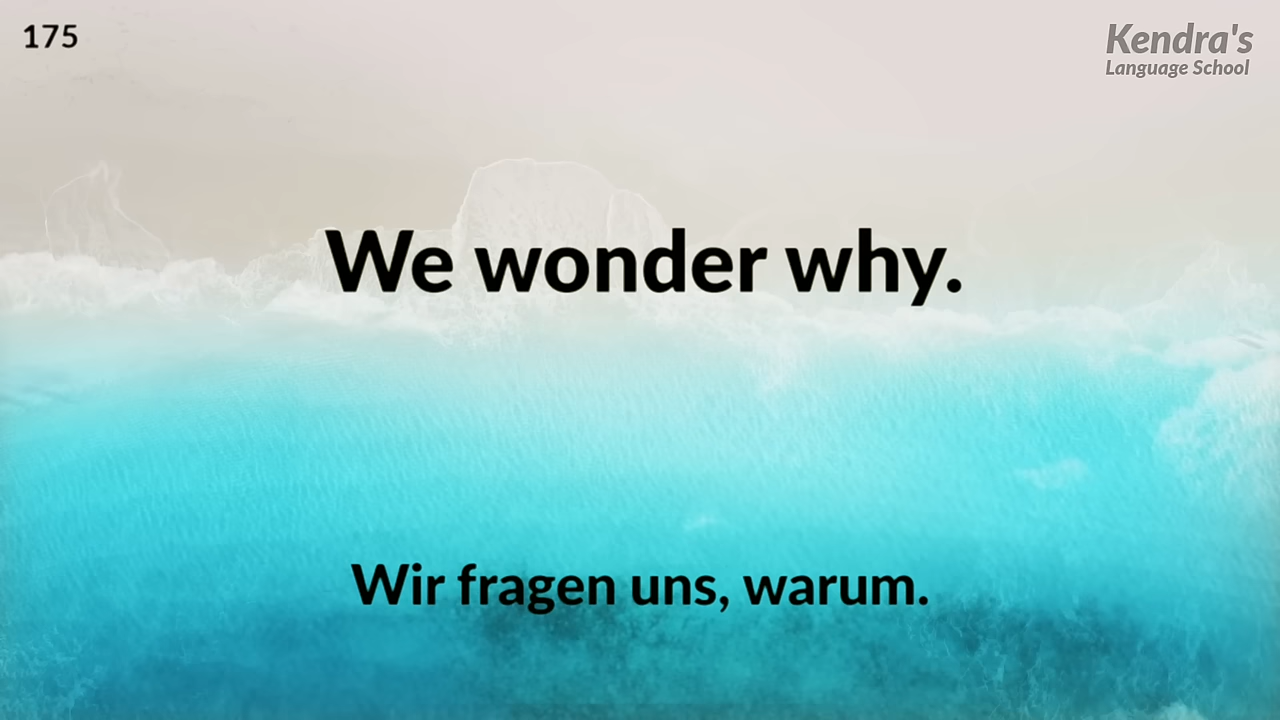 175
Kendra's
Language School
We wonder why.
Wir fragen uns, warum.